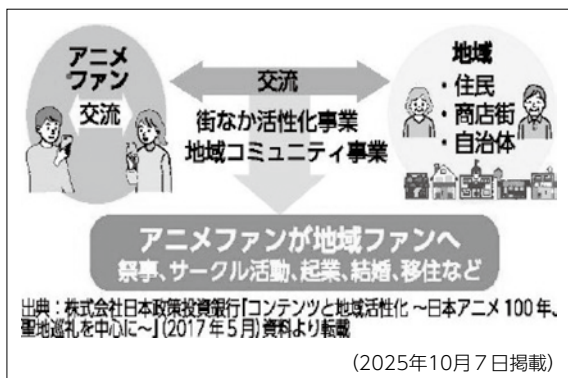 アニメ
ファン
交流
交流
街なか活性化事業
地域コミュニティ事業
地域
・住民
・商店街
・自治体
アニメファンが地域ファンへ
祭事、サークル活動、起業、結婚、移住など
出典：株式会社日本政策投資銀行「コンテンツと地域活性化 ～日本アニメ100年、
聖地巡礼を中心に～」（2017年5月）資料より転載
（2025年10月7日掲載）